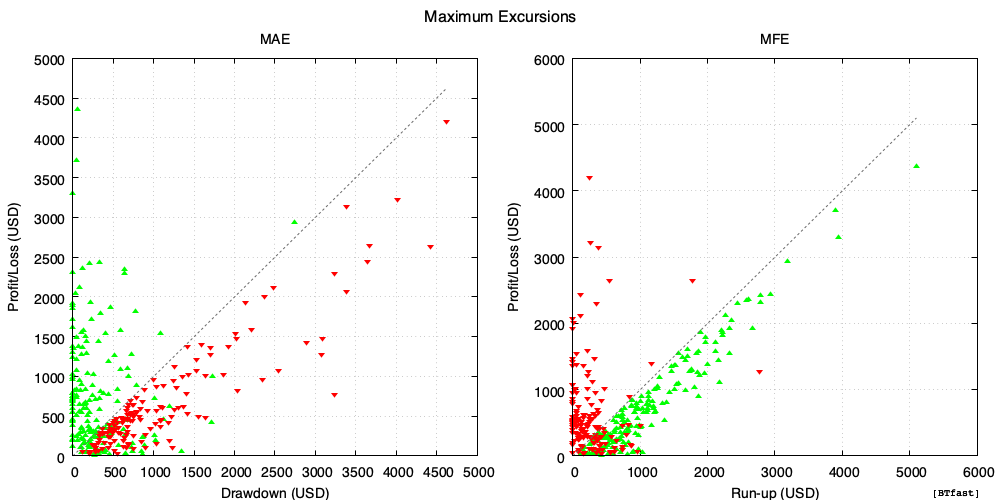 Maximum Excursions
MAE
MFE
5000
4500
4000
3500
3000
2500
2000
1500
1000
500
0
Profit/Loss (USD)
0 500 1000 1500 2000 2500 3000 3500 4000 4500 5000
Drawdown (USD)
6000
5000
4000
3000
2000
1000
0
Profit/Loss (USD)
0 1000 2000 3000 4000 5000 6000
Run-up (USD)
[BTfast]